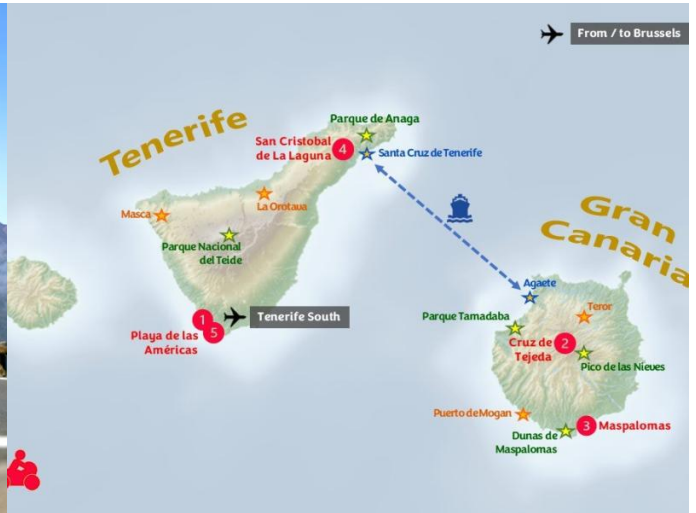 From / to Brussels
Tenerife
Parque de Anaga
San Cristobal
de La Laguna
4
Santa Cruz de Tenerife
Masca
La Orotaua
Parque Nacional
del Teide
1
5
Tenerife South
Playa de las
Américas
Gran
Canaria
Agaete
Teror
Parque Tamadaba
Cruz de
Tejeda
2
Pico de las Nieves
Puerto de Mogan
3
Maspalomas
Dunas de
Maspalomas